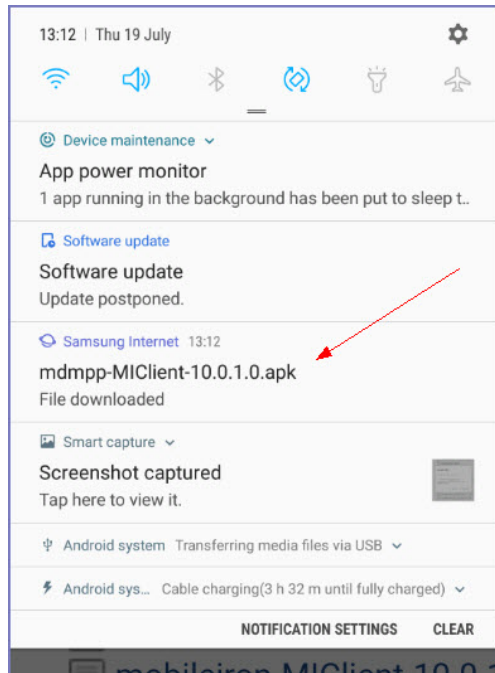 13:12 | Thu 19 July
Device maintenance
App power monitor
1 app running in the background has been put to sleep t..
Software update
Software update
Update postponed.
Samsung Internet 13:12
mdmpp-MIClient-10.0.1.0.apk
File downloaded
Smart capture
Screenshot captured
Tap here to view it.
Android system Transferring media files via USB
Android sys... Cable charging(3 h 32 m until fully charged)
NOTIFICATION SETTINGS CLEAR